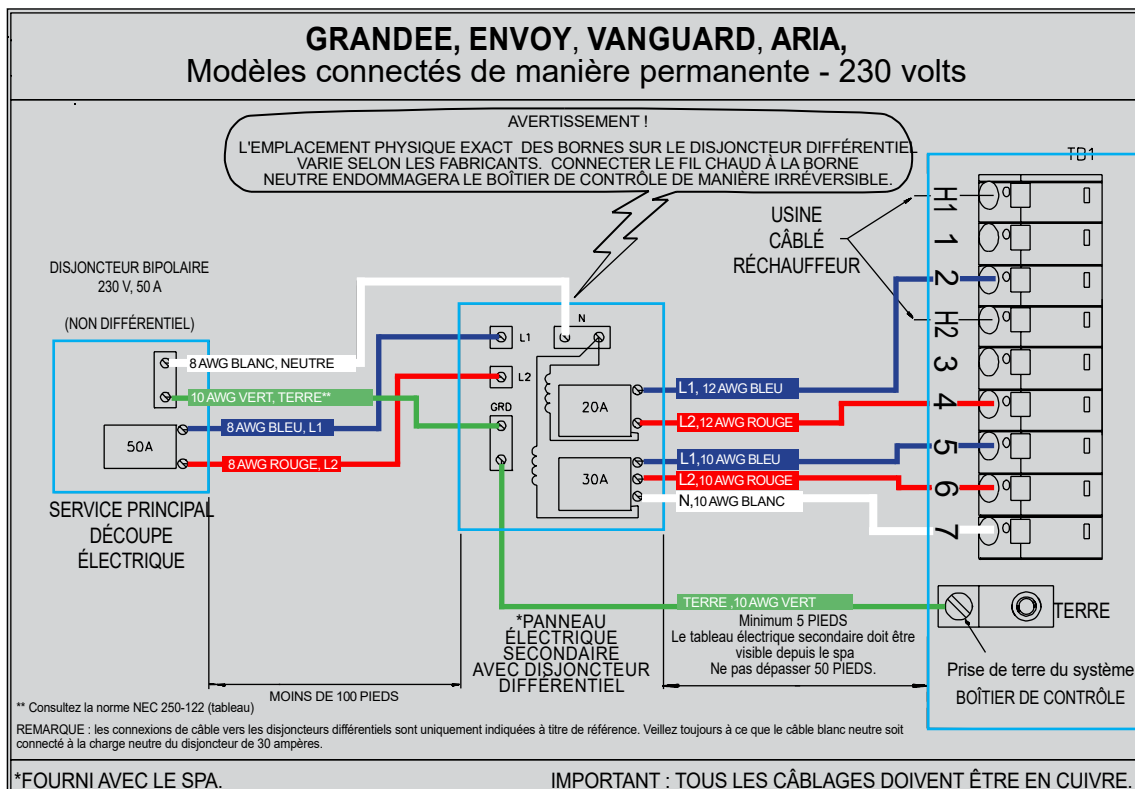 GRANDEE, ENVOY, VANGUARD, ARIA,
Modèles connectés de manière permanente - 230 volts
AVERTISSEMENT !
L'EMPLACEMENT PHYSIQUE EXACT DES BORNES SUR LE DISJONCTEUR DIFFÉRENTIEL
VARIE SELON LES FABRICANTS. CONNECTER LE FIL CHAUD À LA BORNE
NEUTRE ENDOMMAGERA LE BOÎTIER DE CONTRÔLE DE MANIÈRE IRRÉVERSIBLE.
TB1
H1
1
2
H2
3
4
5
6
7
USINE
CÂBLÉ
RÉCHAUFFEUR
DISJONCTEUR BIPOLAIRE
230 V, 50 A
(NON DIFFÉRENTIEL)
8 AWG BLANC, NEUTRE
10 AWG VERT, TERRE**
8 AWG BLEU, L1
8 AWG ROUGE, L2
50A
SERVICE PRINCIPAL
DÉCOUPE
ÉLECTRIQUE
N
L1
L2
GRD
20A
30A
L1, 12 AWG BLEU
L2,12 AWG ROUGE
L1,10 AWG BLEU
L2,10 AWG ROUGE
N,10 AWG BLANC
TERRE ,10 AWG VERT
TERRE
*PANNEAU
ÉLECTRIQUE
SECONDAIRE
AVEC DISJONCTEUR
DIFFÉRENTIEL
Minimum 5 PIEDS
Le tableau électrique secondaire doit être
visible depuis le spa
Ne pas dépasser 50 PIEDS.
Prise de terre du système
BOÎTIER DE CONTRÔLE
MOINS DE 100 PIEDS
** Consultez la norme NEC 250-122 (tableau)
REMARQUE : les connexions de câble vers les disjoncteurs différentiels sont uniquement indiquées à titre de référence. Veillez toujours à ce que le câble blanc neutre soit
connecté à la charge neutre du disjoncteur de 30 ampères.
*FOURNI AVEC LE SPA.
IMPORTANT : TOUS LES CÂBLAGES DOIVENT ÊTRE EN CUIVRE.